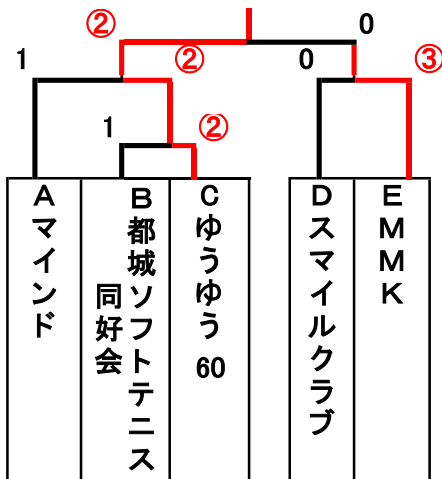 ② 0
1 ② 0 ③
1 ②
A マインド
B 都城ソフトテニス
同好会
C ゆうゆう 60
D スマイルクラブ
E MMK